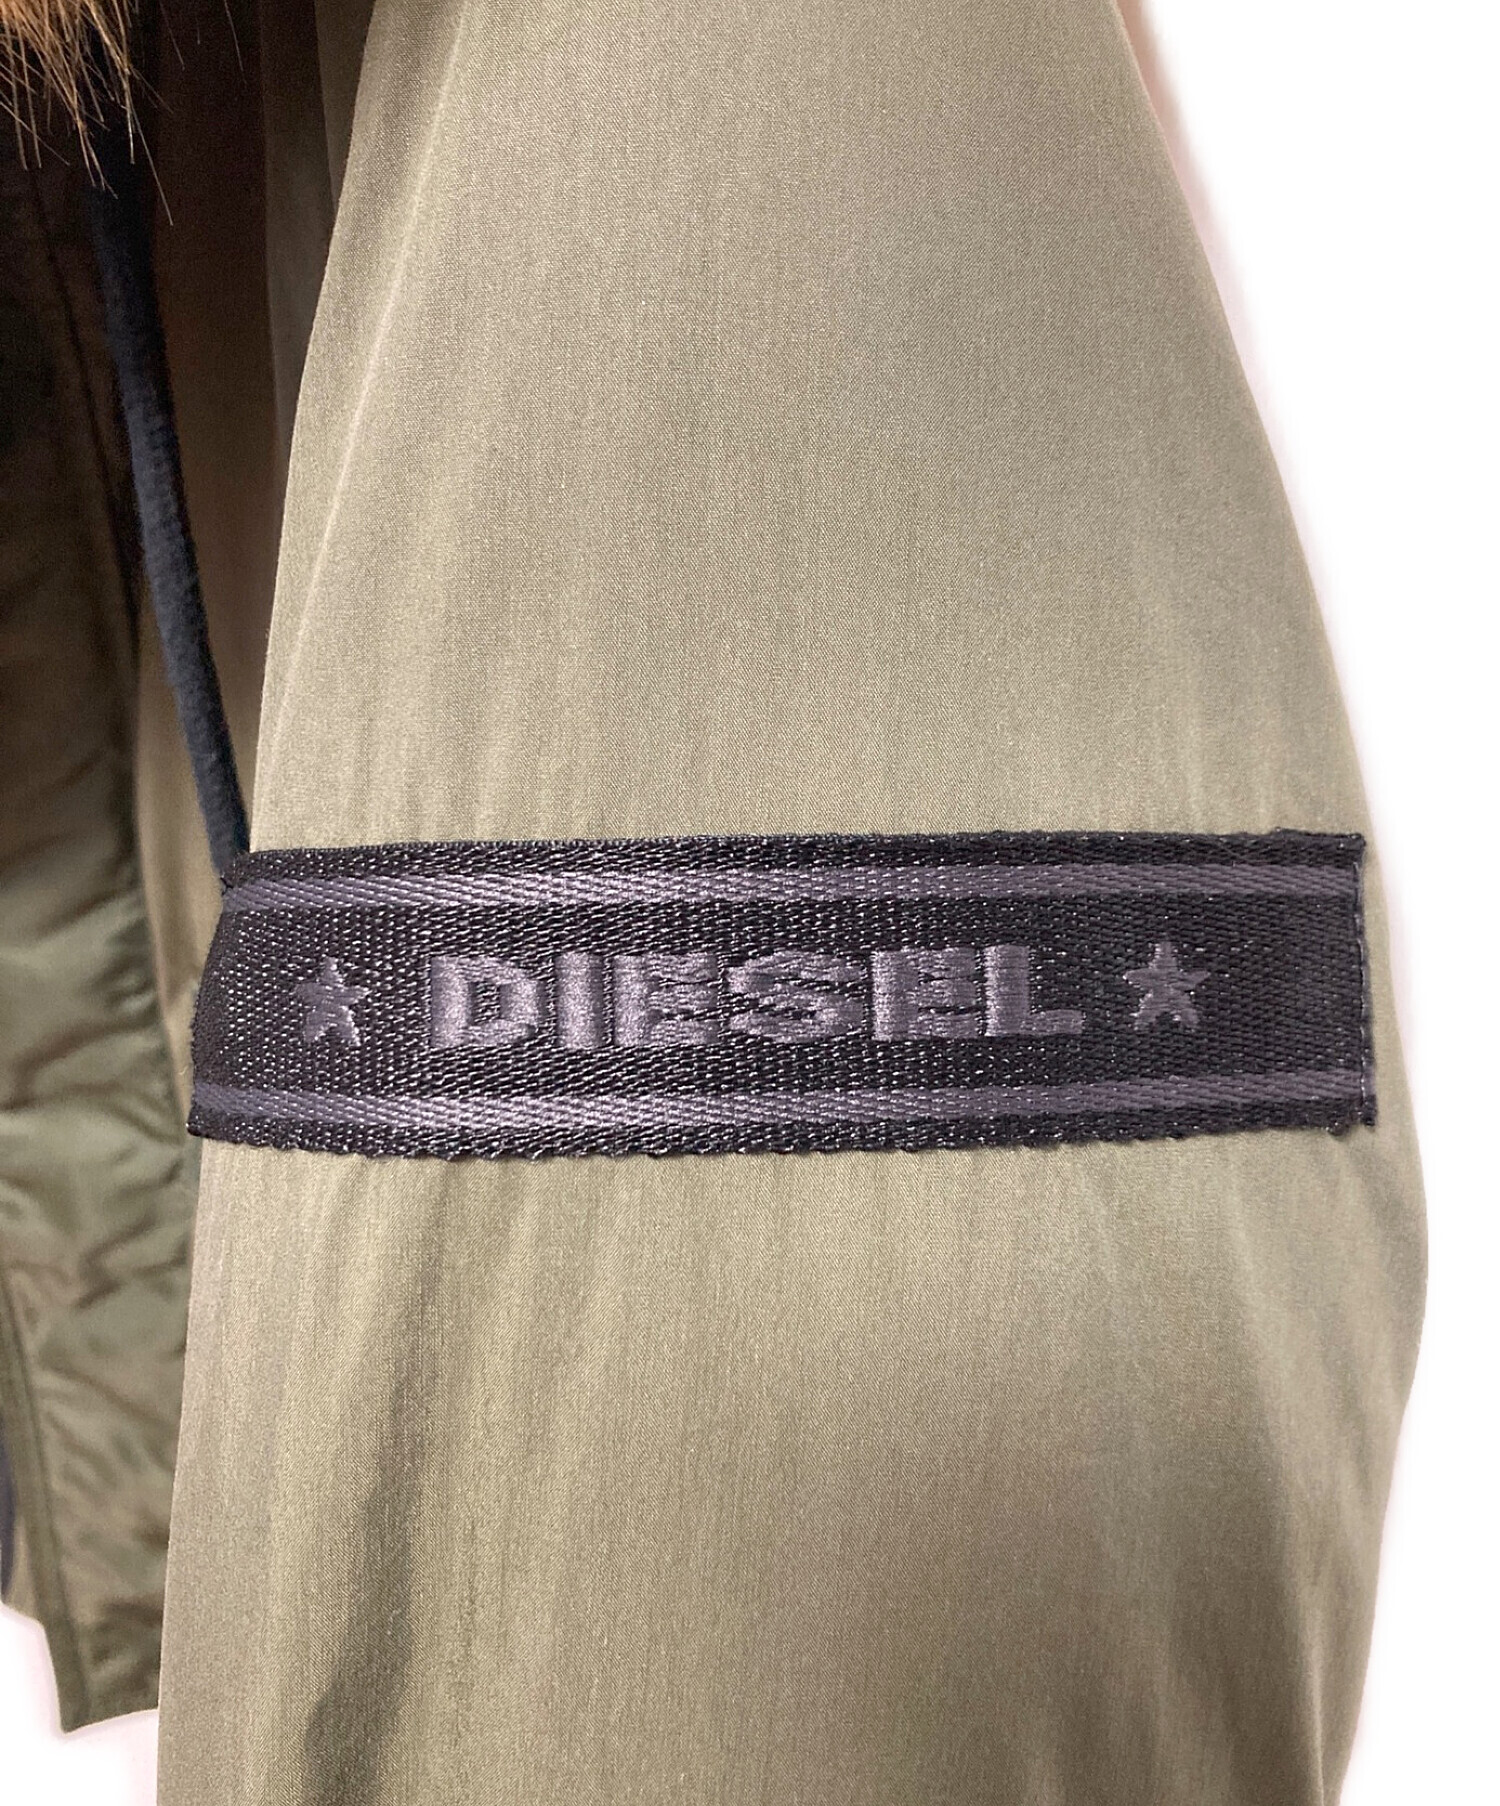 ★ DIESEL ★